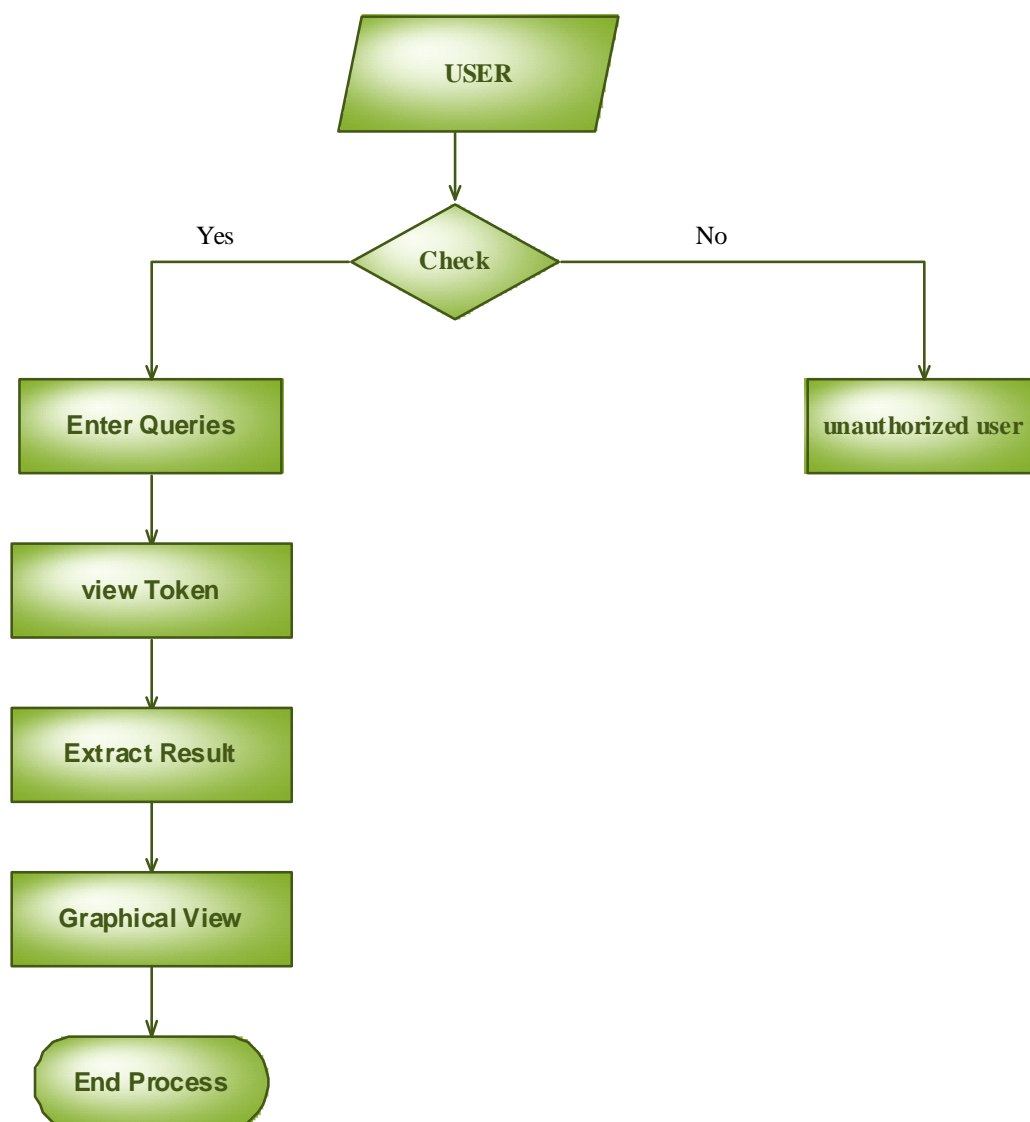 USER
Yes
No
Check
Enter Queries
unauthorized user
view Token
Extract Result
Graphical View
End Process